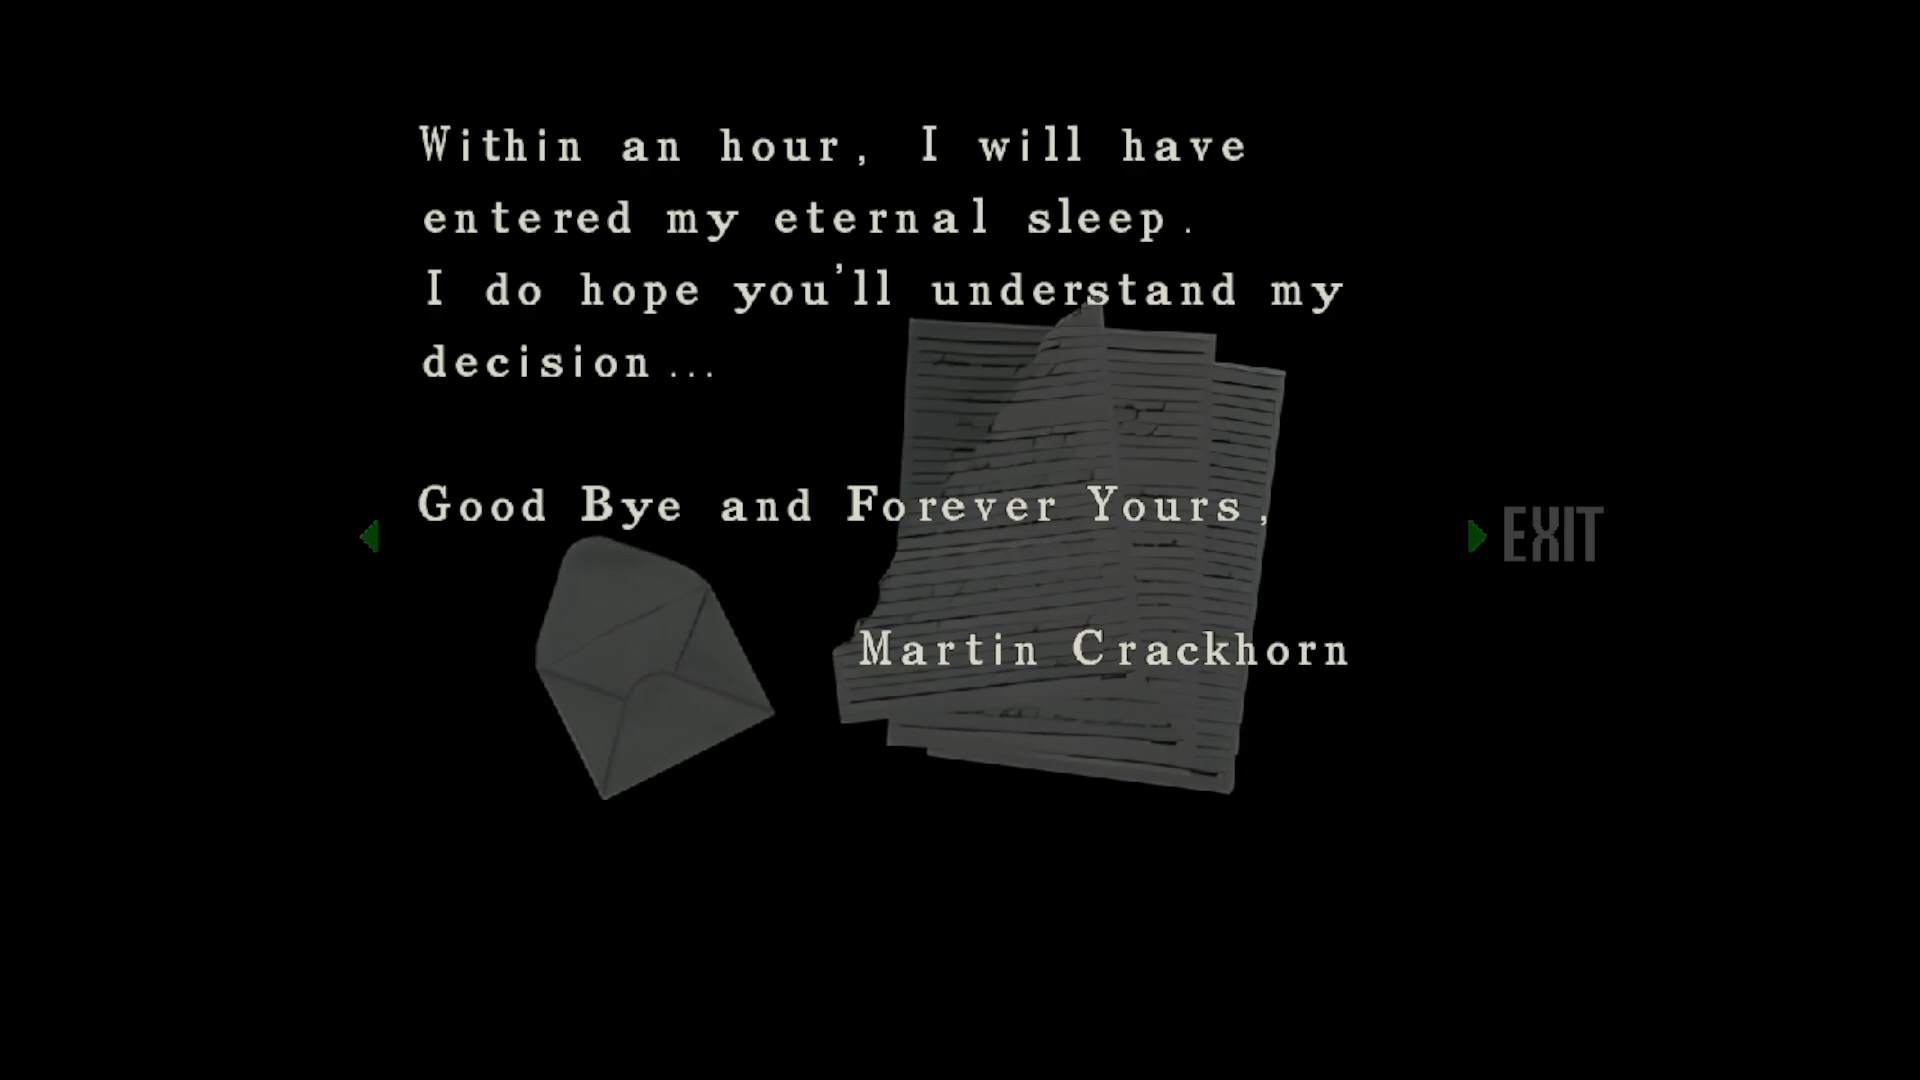 Within an hour, I will have
entered my eternal sleep.
I do hope you'll understand my
decision...
Good Bye and Forever Yours,
EXIT
Martin Crackhorn